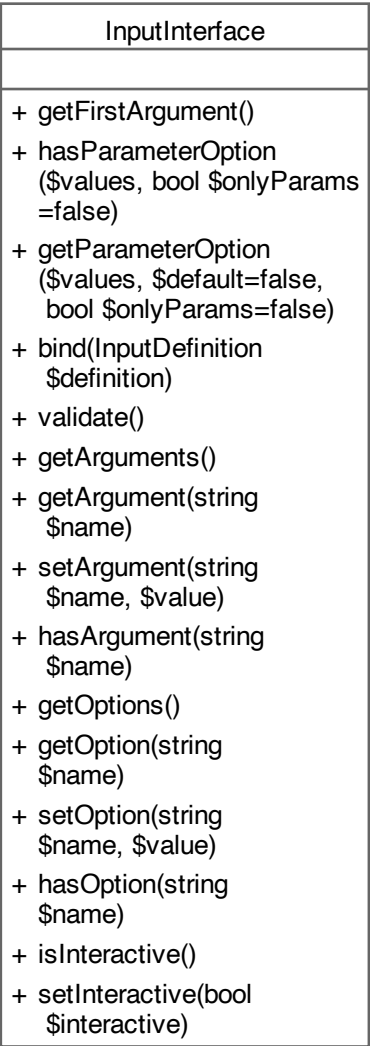 InputInterface
+ getFirstArgument()
+ hasParameterOption
($values, bool $onlyParams
=false)
+ getParameterOption
($values, $default=false,
bool $onlyParams=false)
+ bind(InputDefinition
$definition)
+ validate()
+ getArguments()
+ getArgument(string
$name)
+ setArgument(string
$name, $value)
+ hasArgument(string
$name)
+ getOptions()
+ getOption(string
$name)
+ setOption(string
$name, $value)
+ hasOption(string
$name)
+ isInteractive()
+ setInteractive(bool
$interactive)